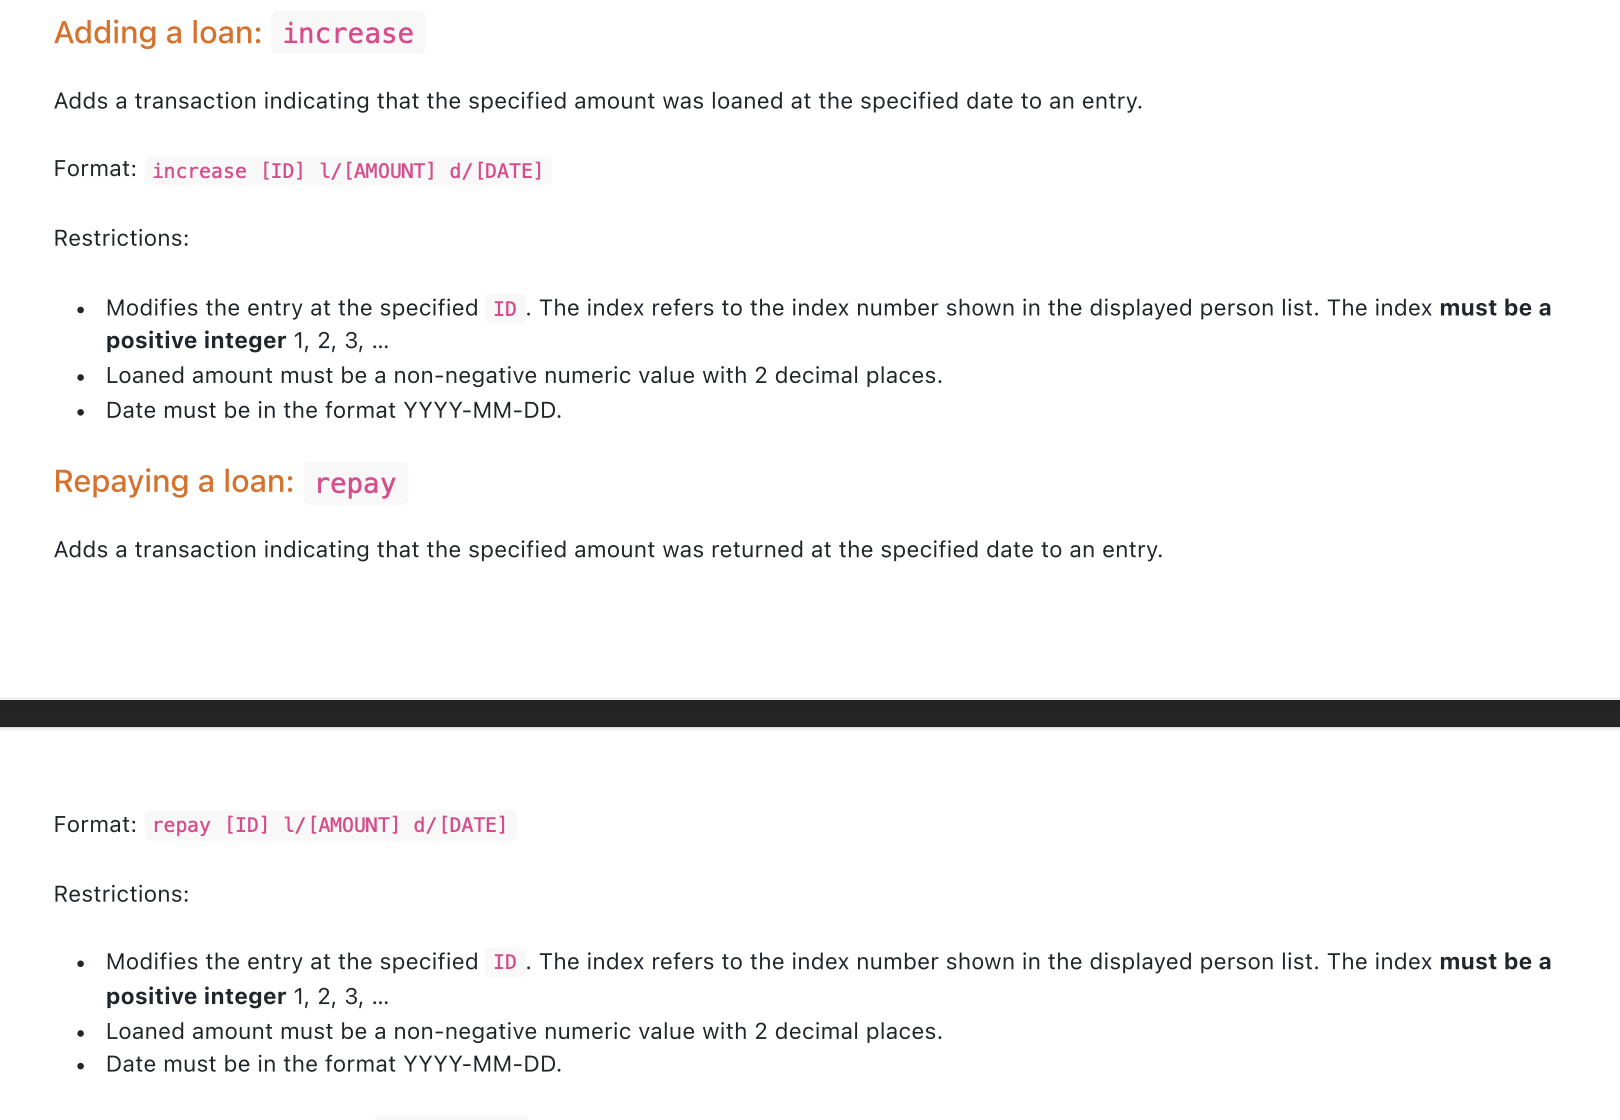 Adding a loan: increase
Adds a transaction indicating that the specified amount was loaned at the specified date to an entry.
Format: increase [ID] l/[AMOUNT] d/[DATE]
Restrictions:
• Modifies the entry at the specified ID. The index refers to the index number shown in the displayed person list. The index must be a
positive integer 1, 2, 3, …
• Loaned amount must be a non-negative numeric value with 2 decimal places.
• Date must be in the format YYYY-MM-DD.
Repaying a loan: repay
Adds a transaction indicating that the specified amount was returned at the specified date to an entry.
Format: repay [ID] l/[AMOUNT] d/[DATE]
Restrictions:
• Modifies the entry at the specified ID. The index refers to the index number shown in the displayed person list. The index must be a
positive integer 1, 2, 3, …
• Loaned amount must be a non-negative numeric value with 2 decimal places.
• Date must be in the format YYYY-MM-DD.